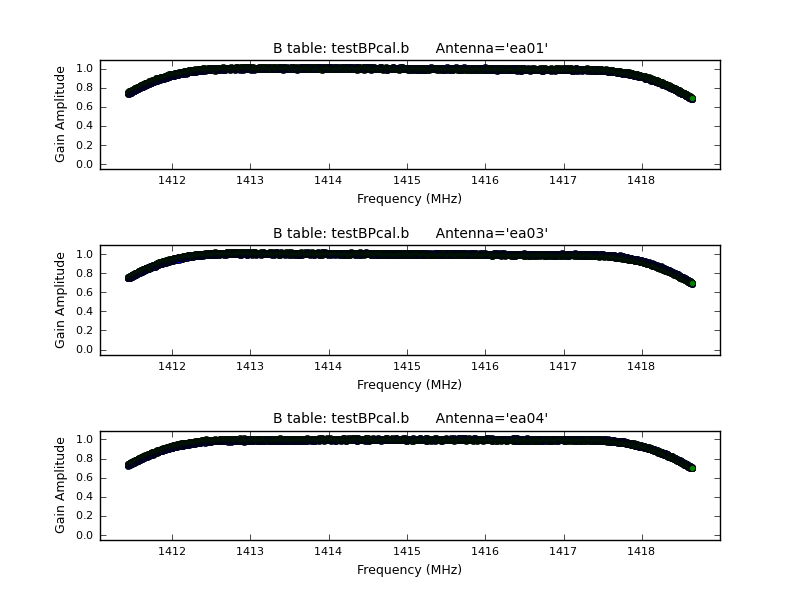 B table: testBPcal.b Antenna='ea01'
Gain Amplitude
1.0
0.8
0.6
0.4
0.2
0.0
1412 1413 1414 1415 1416 1417 1418
Frequency (MHz)
B table: testBPcal.b Antenna='ea03'
Gain Amplitude
1.0
0.8
0.6
0.4
0.2
0.0
1412 1413 1414 1415 1416 1417 1418
Frequency (MHz)
B table: testBPcal.b Antenna='ea04'
Gain Amplitude
1.0
0.8
0.6
0.4
0.2
0.0
1412 1413 1414 1415 1416 1417 1418
Frequency (MHz)